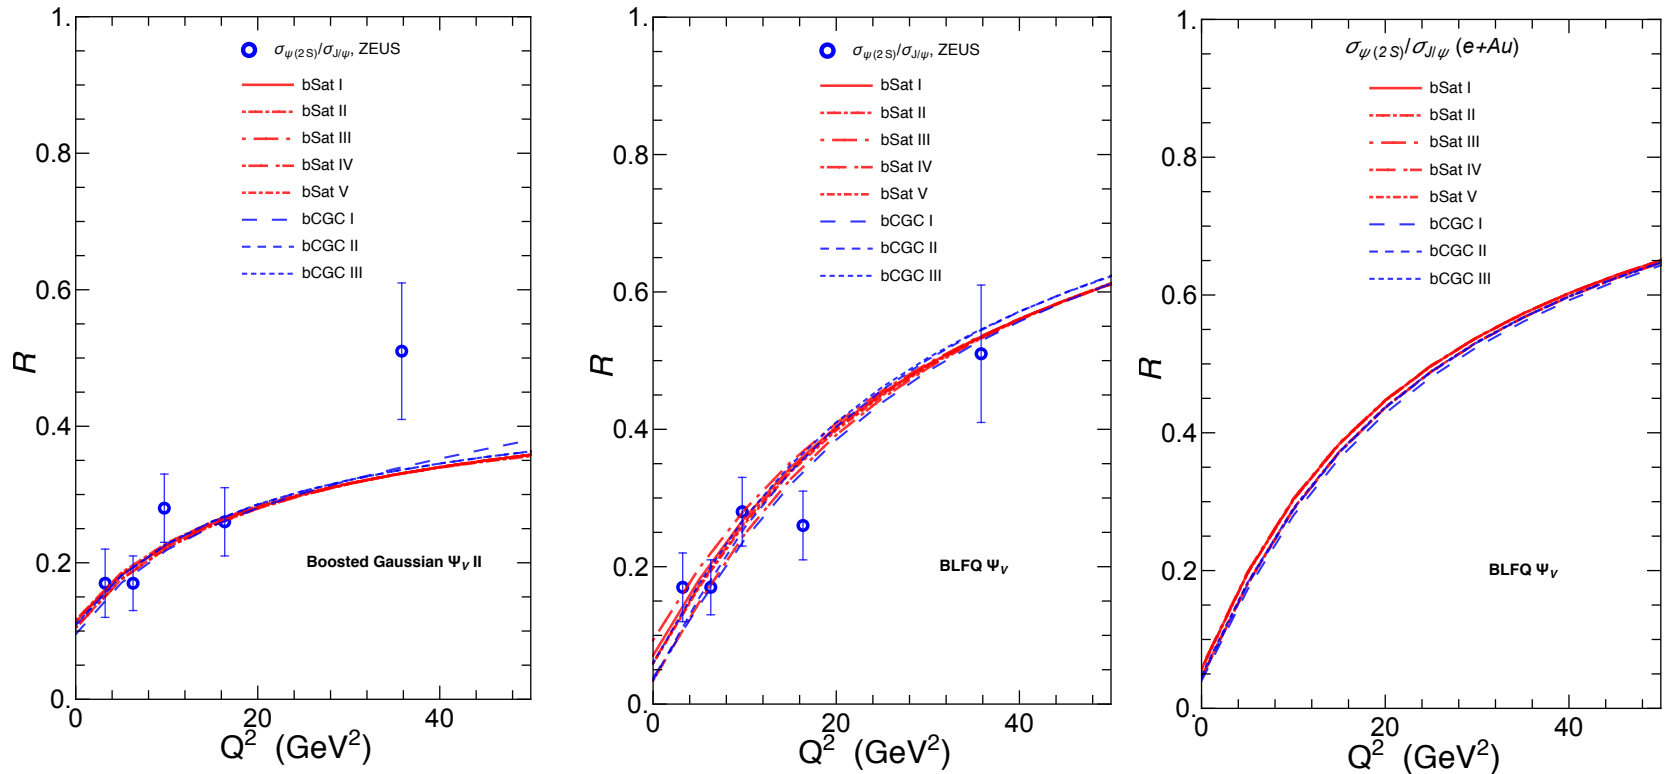 1.
0.8
0.6
0.4
0.2
0.
0
20
40
R
Q² (GeV²)
σψ(2S)/σJ/ψ, ZEUS
bSat I
bSat II
bSat III
bSat IV
bSat V
bCGC I
bCGC II
bCGC III
Boosted Gaussian ΨV II
1.
0.8
0.6
0.4
0.2
0.
0
20
40
R
Q² (GeV²)
σψ(2S)/σJ/ψ, ZEUS
bSat I
bSat II
bSat III
bSat IV
bSat V
bCGC I
bCGC II
bCGC III
BLFQ ΨV
1.
0.8
0.6
0.4
0.2
0.
0
20
40
R
Q² (GeV²)
σψ(2S)/σJ/ψ (e+Au)
bSat I
bSat II
bSat III
bSat IV
bSat V
bCGC I
bCGC II
bCGC III
BLFQ ΨV